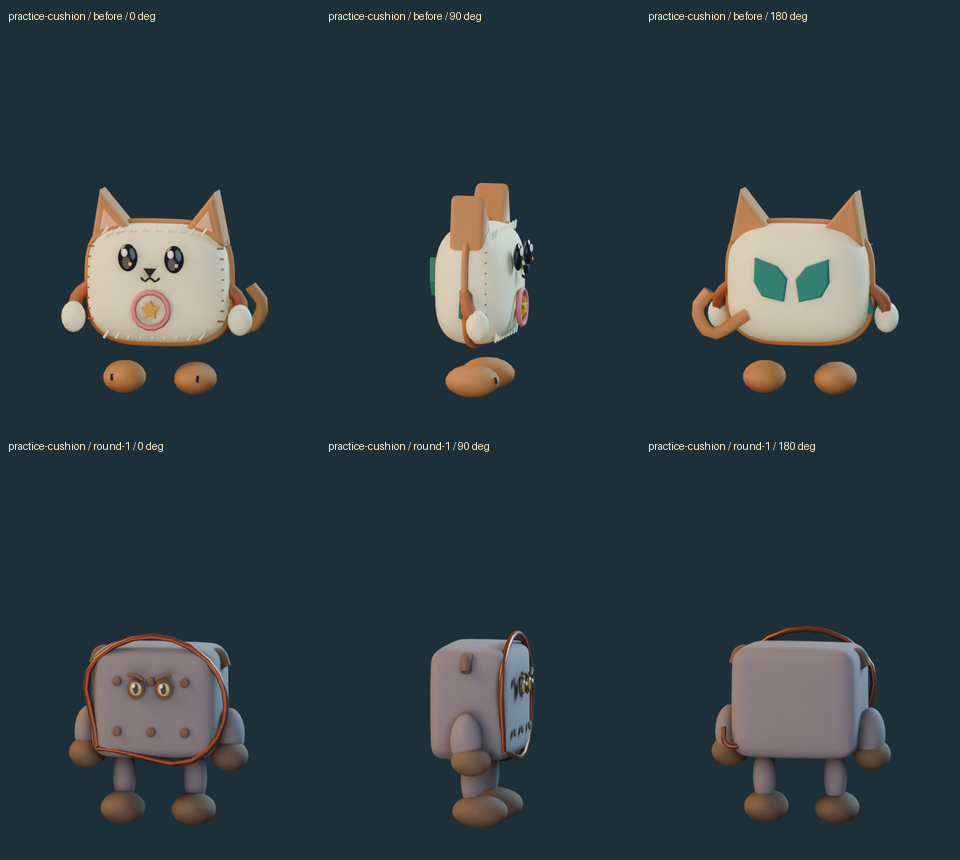 practice-cushion / before / 0 deg
practice-cushion / before / 90 deg
practice-cushion / before / 180 deg
practice-cushion / round-1 / 0 deg
practice-cushion / round-1 / 90 deg
practice-cushion / round-1 / 180 deg